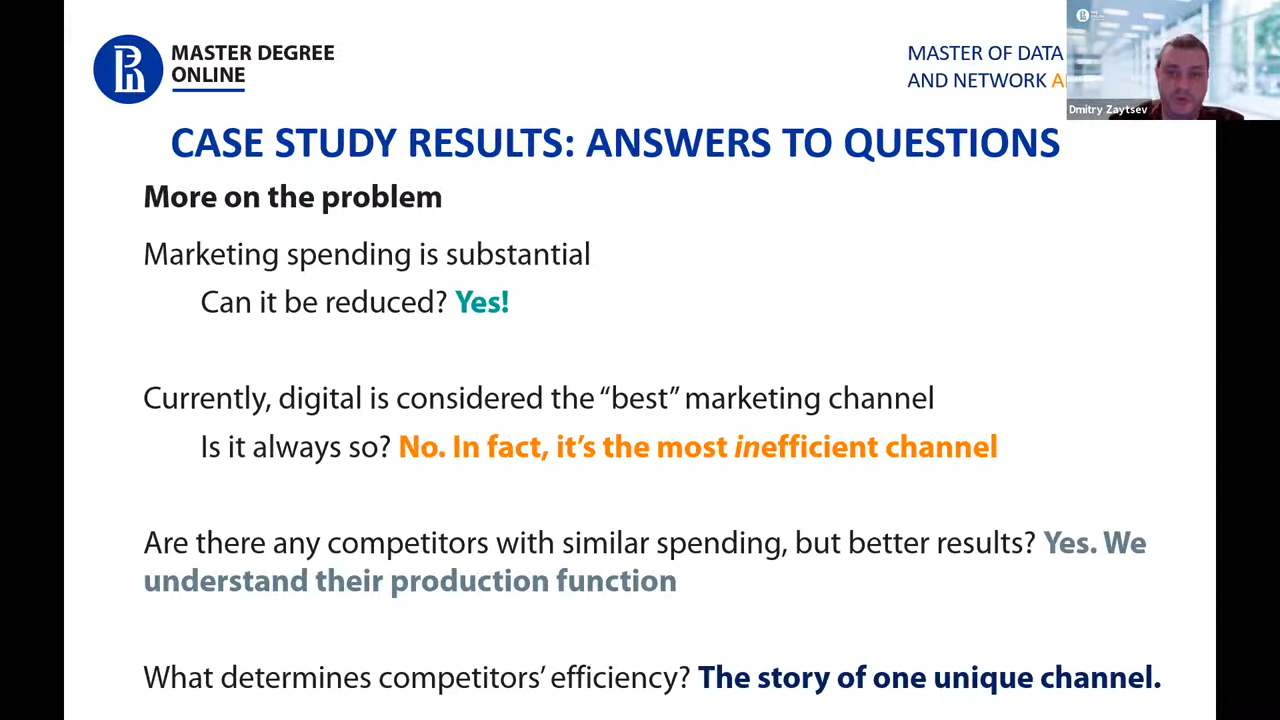 MASTER DEGREE
ONLINE
MASTER OF DATA
AND NETWORK A
Dmitry Zaytsev
CASE STUDY RESULTS: ANSWERS TO QUESTIONS
More on the problem
Marketing spending is substantial
Can it be reduced? Yes!
Currently, digital is considered the “best” marketing channel
Is it always so? No. In fact, it’s the most inefficient channel
Are there any competitors with similar spending, but better results? Yes. We
understand their production function
What determines competitors’ efficiency? The story of one unique channel.